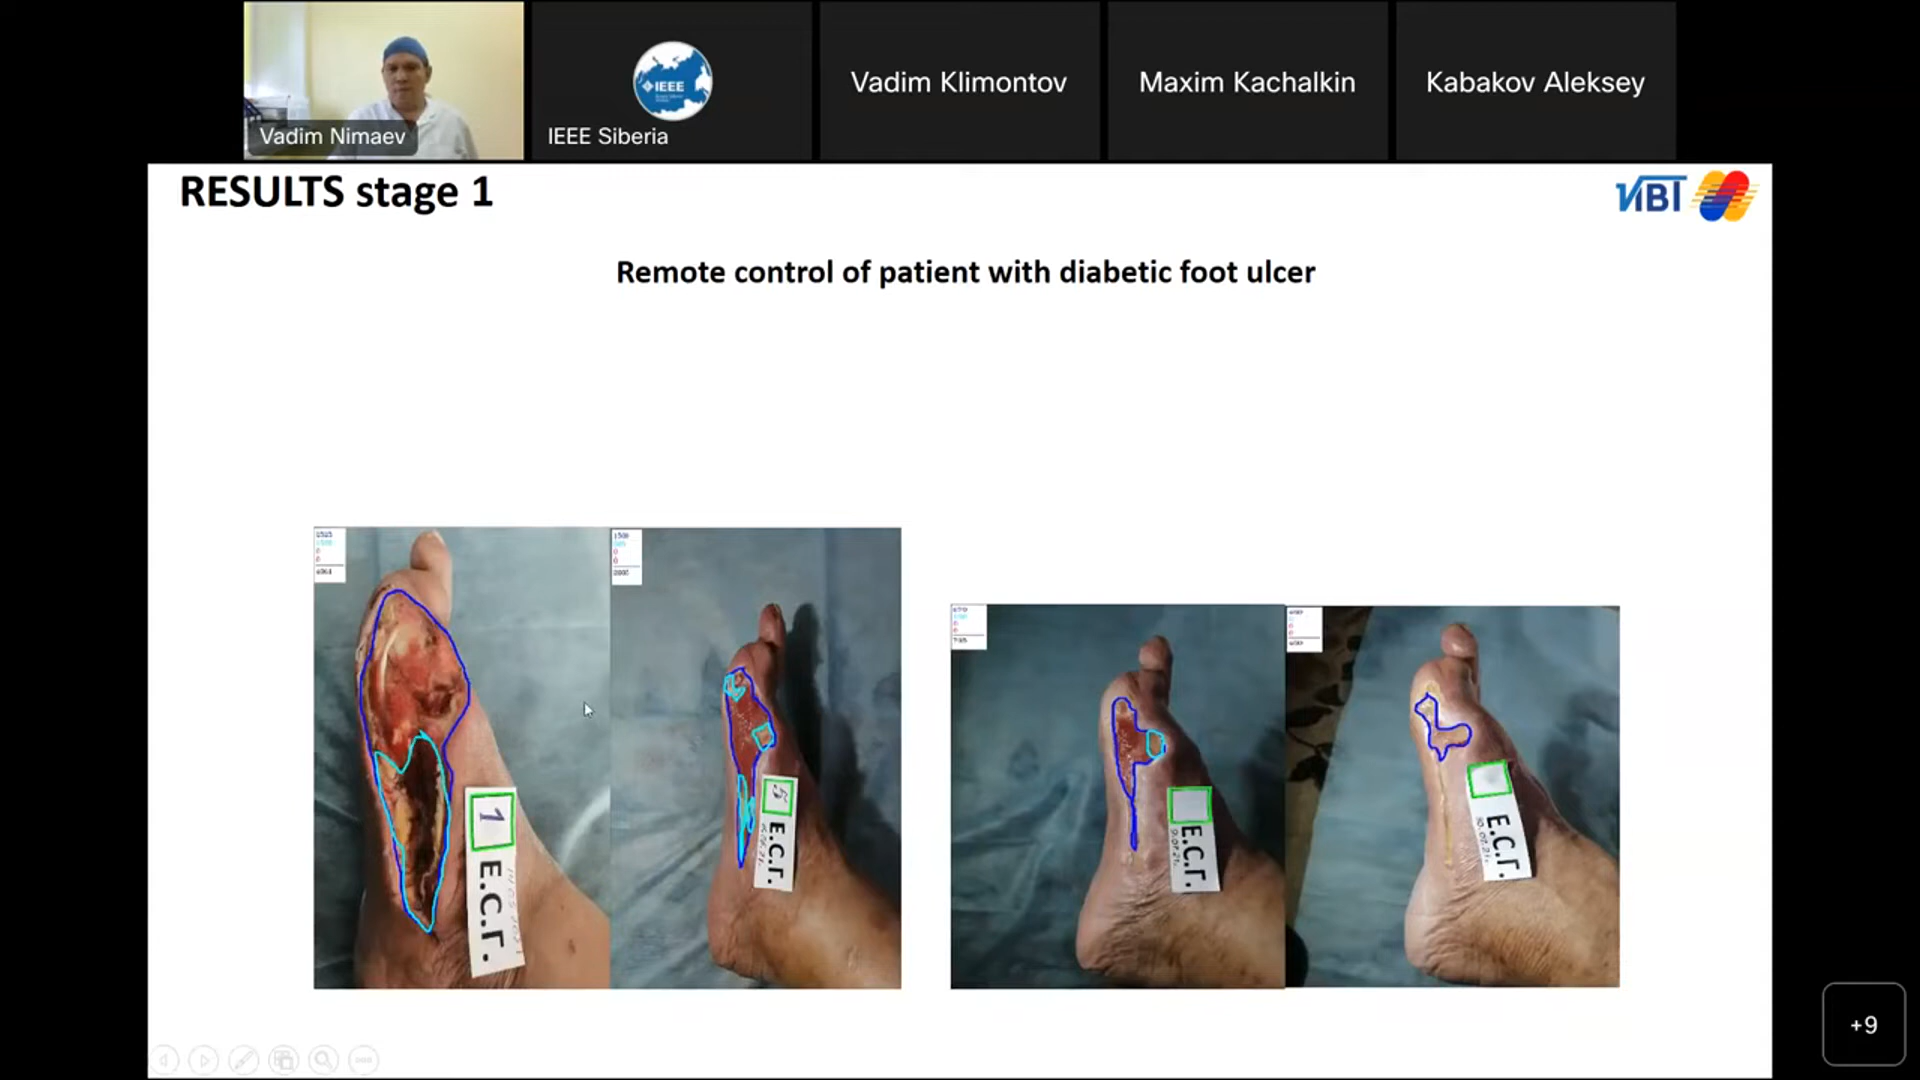 IEEE
Vadim Nimaev
IEEE Siberia
Vadim Klimontov
Maxim Kachalkin
Kabakov Aleksey
RESULTS stage 1
Remote control of patient with diabetic foot ulcer
1
Е.С.Г.
5
Е.С.Г.
Е.С.Г.
Е.С.Г.
+9